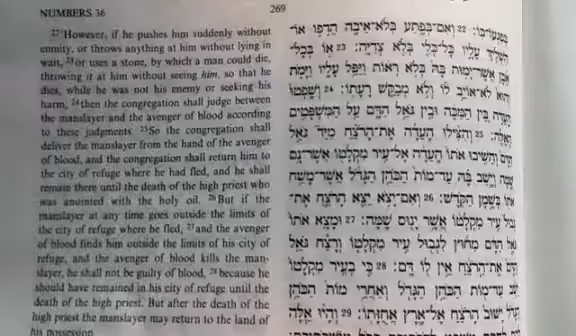 NUMBERS 36
269
22However, if he pushes him suddenly without
enmity, or throws anything at him without lying in
wait, 23or uses a stone, by which a man could die,
throwing it at him without seeing him, so that he
dies, while he was not his enemy or seeking his
harm, 24then the congregation shall judge between
the manslayer and the avenger of blood according
to these judgments. 25So the congregation shall
deliver the manslayer from the hand of the avenger
of blood, and the congregation shall return him to
the city of refuge where he had fled, and he shall
remain there until the death of the high priest who
was anointed with the holy oil. 26But if the
manslayer at any time goes outside the limits of
the city of refuge where he fled, 27and the avenger
of blood finds him outside the limits of his city of
refuge, and the avenger of blood kills the man-
slayer, he shall not be guilty of blood, 28because he
should have remained in his city of refuge until the
death of the high priest. But after the death of the
high priest the manslayer may return to the land of
his possession.
22 וְאִם־בְּפֶתַע בְּלֹא־אֵיבָה הֲדָפוֹ אוֹ־
הִשְׁלִיךְ עָלָיו כָּל־כְּלִי בְּלֹא צְדִיָּה: 23 אוֹ בְכָל־
אֶבֶן אֲשֶׁר־יָמוּת בָּהּ בְּלֹא רְאוֹת וַיַּפֵּל עָלָיו וַיָּמֹת
וְהוּא לֹא־אוֹיֵב לוֹ וְלֹא מְבַקֵּשׁ רָעָתוֹ: 24 וְשָׁפְטוּ
הָעֵדָה בֵּין הַמַּכֶּה וּבֵין גֹּאֵל הַדָּם עַל הַמִּשְׁפָּטִים
הָאֵלֶּה: 25 וְהִצִּילוּ הָעֵדָה אֶת־הָרֹצֵחַ מִיַּד גֹּאֵל
הַדָּם וְהֵשִׁיבוּ אֹתוֹ הָעֵדָה אֶל־עִיר מִקְלָטוֹ אֲשֶׁר־נָס
שָׁמָּה וְיָשַׁב בָּהּ עַד־מוֹת הַכֹּהֵן הַגָּדֹל אֲשֶׁר־מָשַׁח
אֹתוֹ בְּשֶׁמֶן הַקֹּדֶשׁ: 26 וְאִם־יָצֹא יֵצֵא הָרֹצֵחַ אֶת־
גְּבוּל עִיר מִקְלָטוֹ אֲשֶׁר יָנוּס שָׁמָּה: 27 וּמָצָא אֹתוֹ
גֹּאֵל הַדָּם מִחוּץ לִגְבוּל עִיר מִקְלָטוֹ וְרָצַח גֹּאֵל
הַדָּם אֶת־הָרֹצֵחַ אֵין לוֹ דָּם: 28 כִּי בְעִיר מִקְלָטוֹ
יֵשֵׁב עַד־מוֹת הַכֹּהֵן הַגָּדֹל וְאַחֲרֵי מוֹת הַכֹּהֵן
הַגָּדֹל יָשׁוּב הָרֹצֵחַ אֶל־אֶרֶץ אֲחֻזָּתוֹ: 29 וְהָיוּ אֵלֶּה